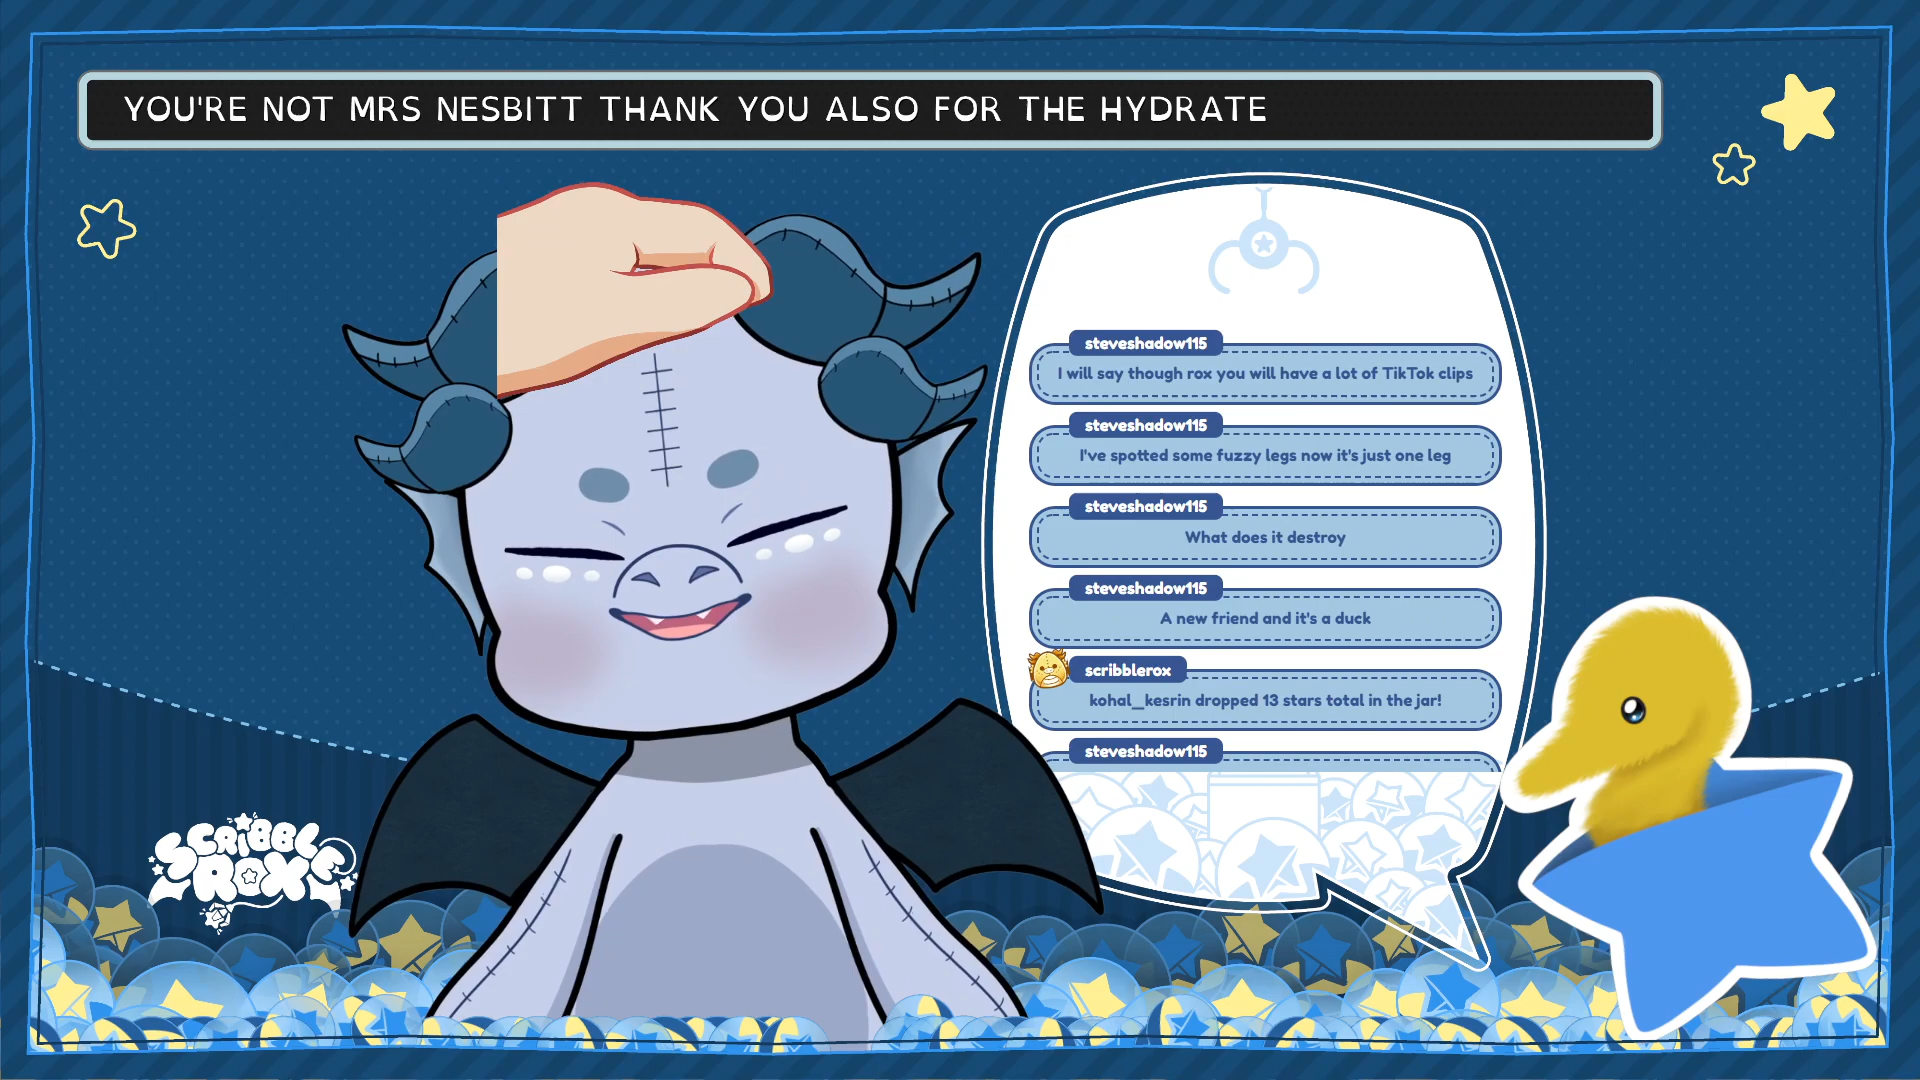 YOU'RE NOT MRS NESBITT THANK YOU ALSO FOR THE HYDRATE
steveshadow115
I will say though rox you will have a lot of TikTok clips
steveshadow115
I've spotted some fuzzy legs now it's just one leg
steveshadow115
What does it destroy
steveshadow115
A new friend and it's a duck
scribblerox
kohal_kesrin dropped 13 stars total in the jar!
steveshadow115
SCRIBBLE
ROX